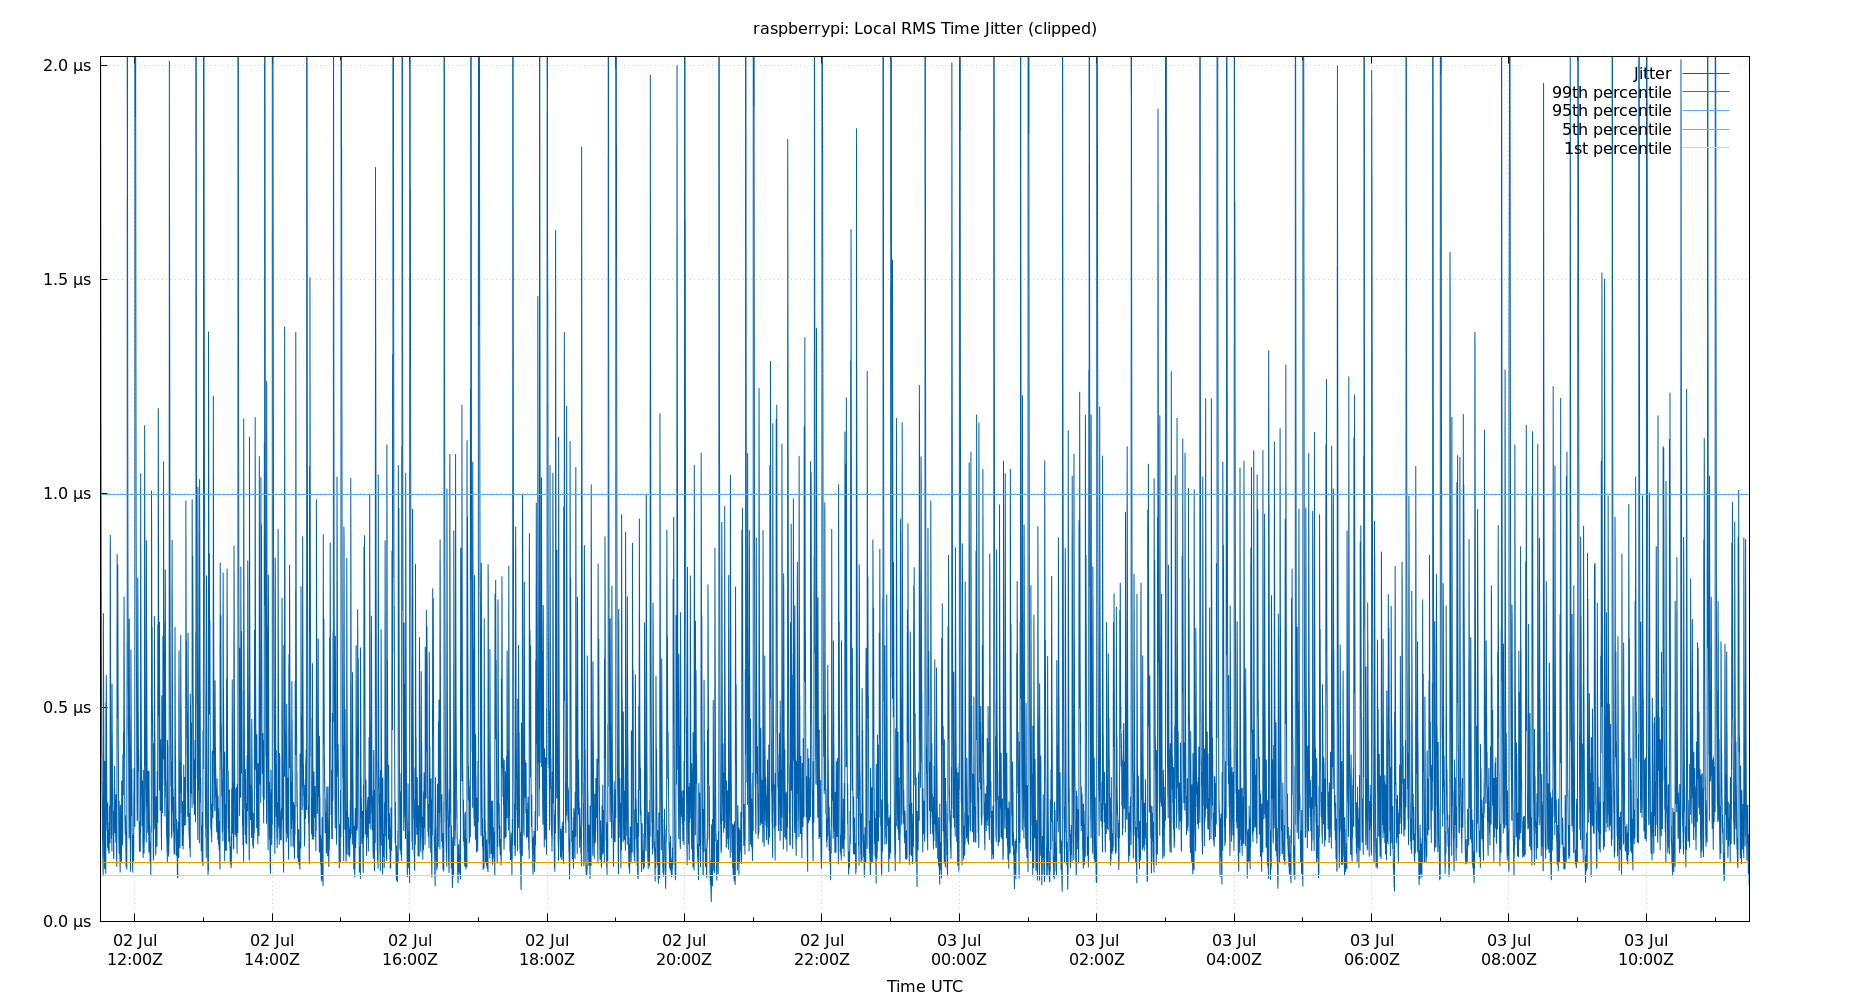 raspberrypi: Local RMS Time Jitter (clipped)
2.0 µs
1.5 µs
1.0 µs
0.5 µs
0.0 µs
Jitter
99th percentile
95th percentile
5th percentile
1st percentile
02 Jul 02 Jul 02 Jul 02 Jul 02 Jul 02 Jul 03 Jul 03 Jul 03 Jul 03 Jul 03 Jul 03 Jul
12:00Z 14:00Z 16:00Z 18:00Z 20:00Z 22:00Z 00:00Z 02:00Z 04:00Z 06:00Z 08:00Z 10:00Z
Time UTC